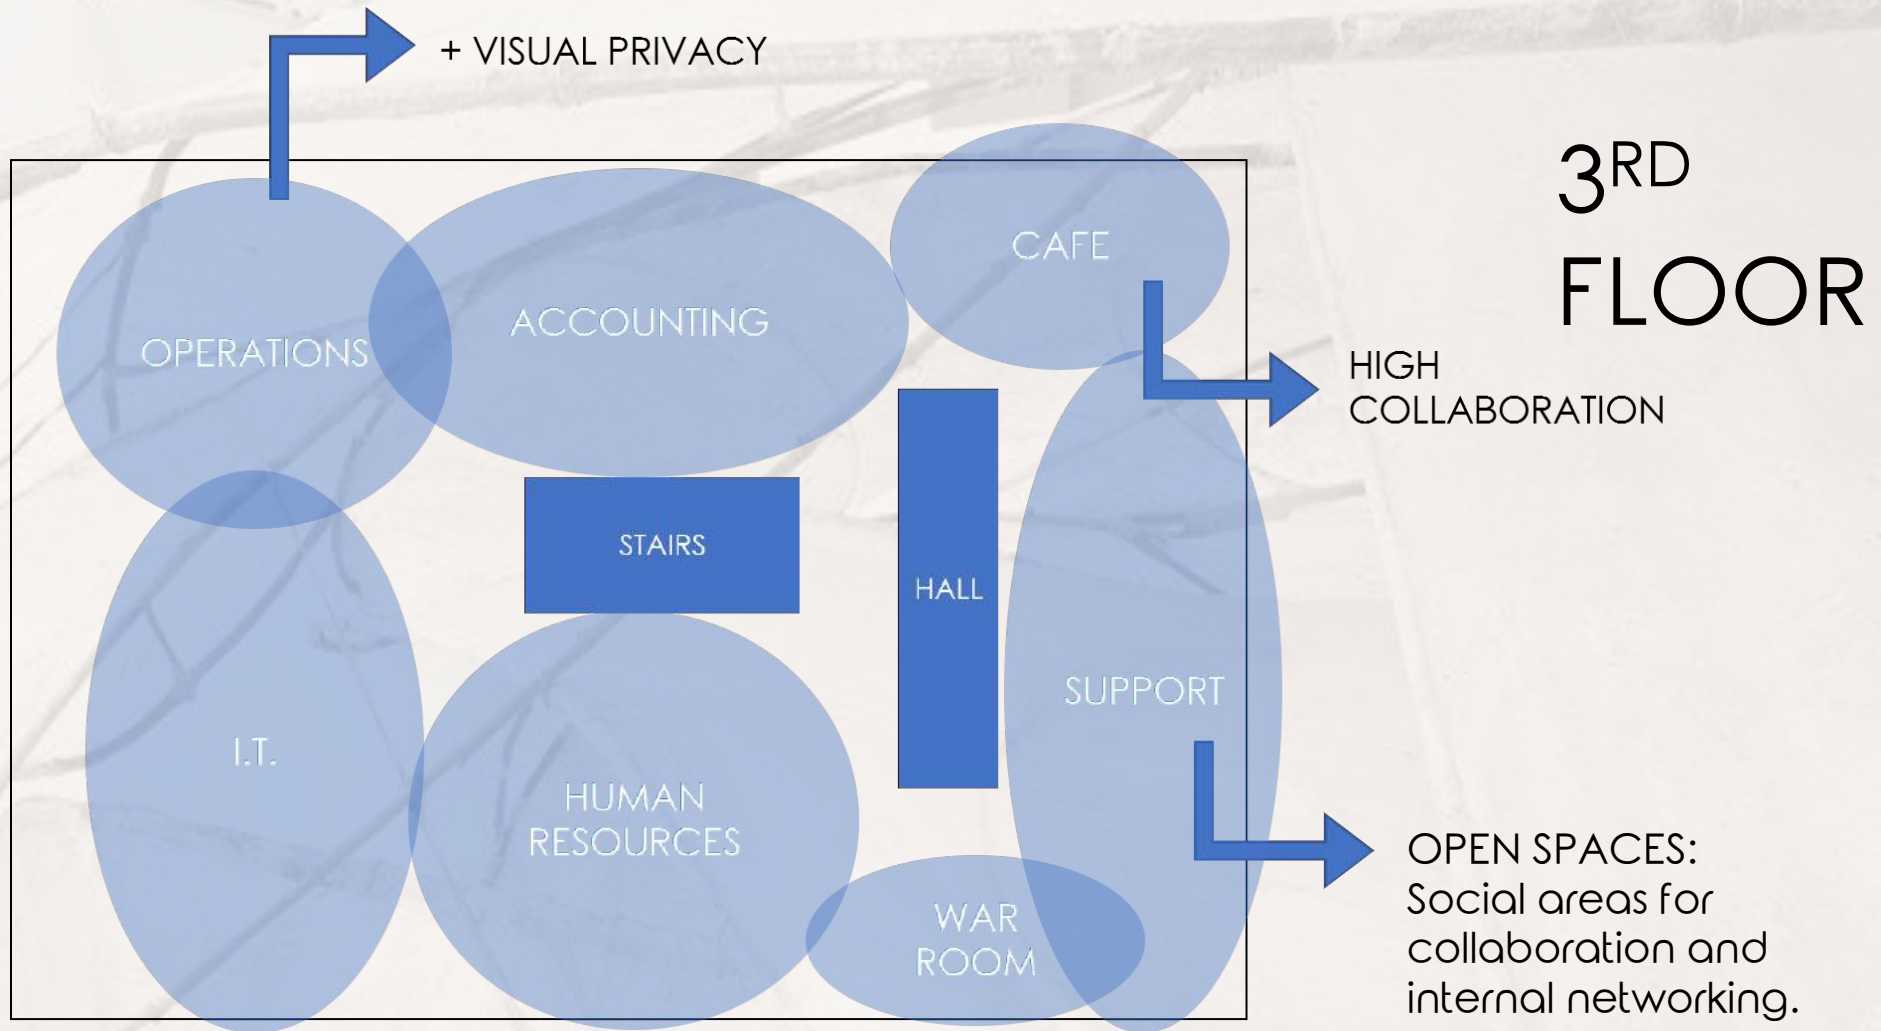 + VISUAL PRIVACY
3RD
FLOOR
CAFE
ACCOUNTING
OPERATIONS
HIGH
COLLABORATION
STAIRS
HALL
SUPPORT
I.T.
HUMAN
RESOURCES
WAR
ROOM
OPEN SPACES:
Social areas for
collaboration and
internal networking.